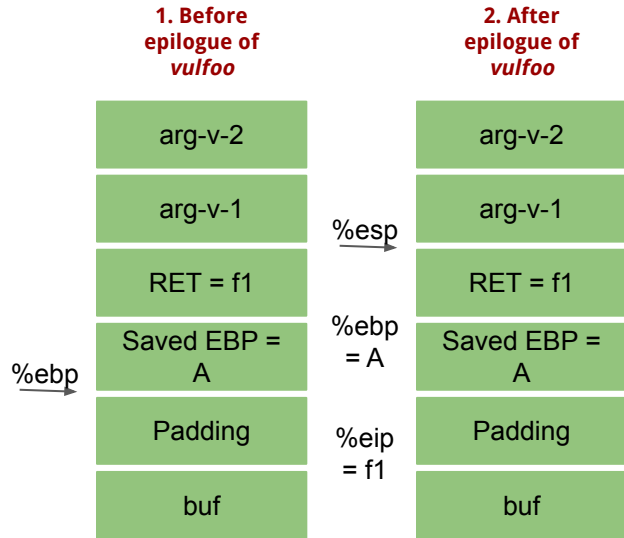 1. Before
epilogue of
vulfoo
2. After
epilogue of
vulfoo
arg-v-2
arg-v-2
arg-v-1
arg-v-1
%esp
RET = f1
RET = f1
%ebp
= A
Saved EBP =
A
Saved EBP =
A
%ebp
Padding
%eip
= f1
Padding
buf
buf